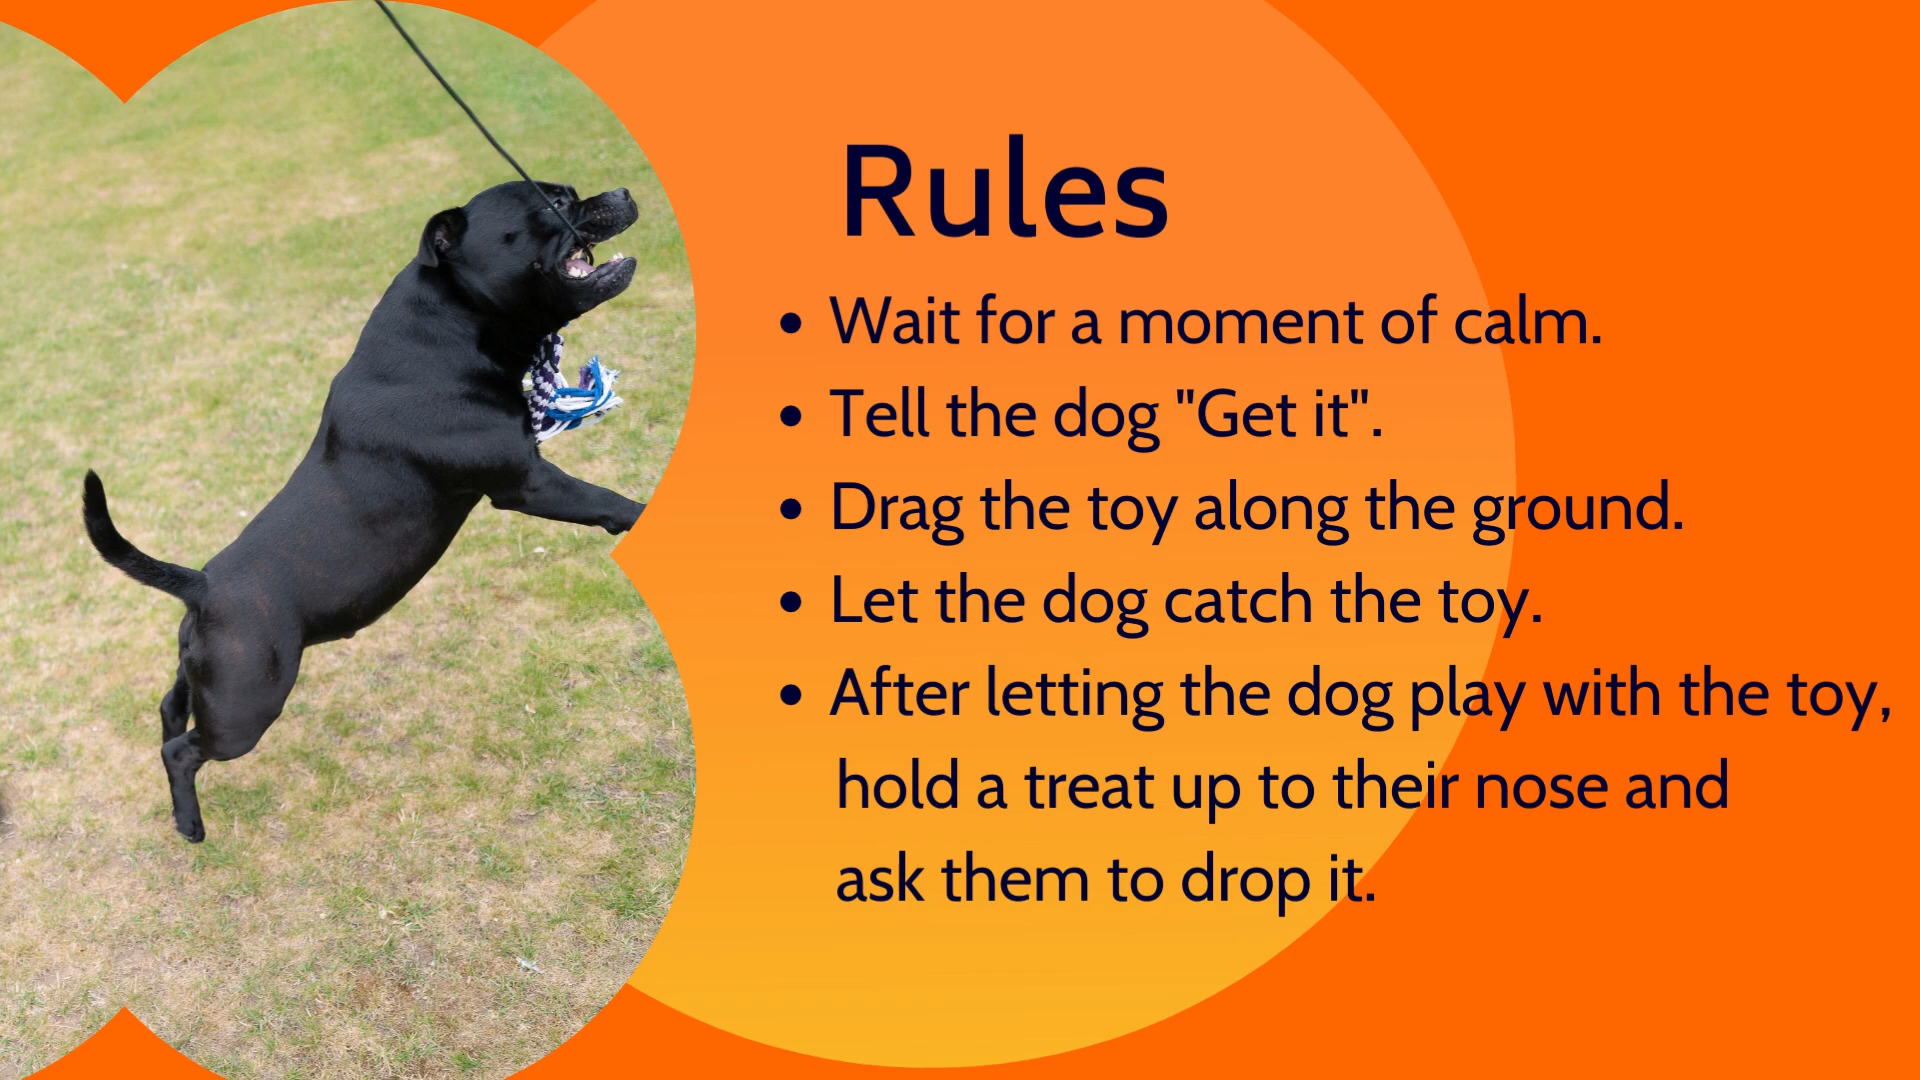 Rules
• Wait for a moment of calm.
• Tell the dog "Get it".
• Drag the toy along the ground.
• Let the dog catch the toy.
• After letting the dog play with the toy,
hold a treat up to their nose and
ask them to drop it.